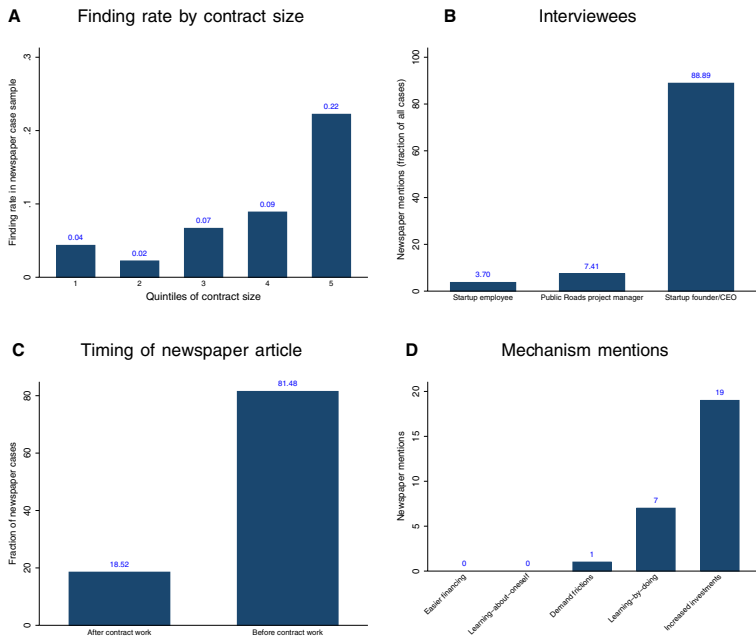 A Finding rate by contract size
Finding rate in newspaper case sample
.3
.2
.1
0
0.04
0.02
0.07
0.09
0.22
1 2 3 4 5
Quintiles of contract size
B Interviewees
Newspaper mentions (fraction of all cases)
100
80
60
40
20
0
3.70
7.41
88.89
Startup employee Public Roads project manager Startup founder/CEO
C Timing of newspaper article
Fraction of newspaper cases
80
60
40
20
0
18.52
81.48
After contract work Before contract work
D Mechanism mentions
Newspaper mentions
20
15
10
5
0
0
0
1
7
19
Easier financing
Learning-about-oneself
Demand frictions
Learning-by-doing
Increased investments